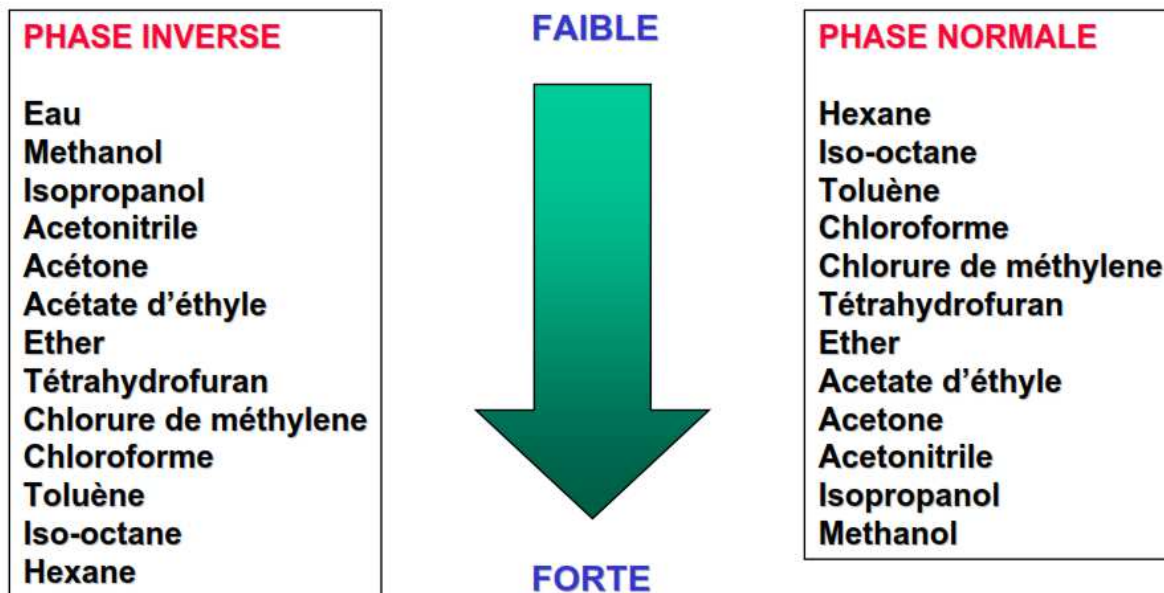 PHASE INVERSE
Eau
Methanol
Isopropanol
Acetonitrile
Acétone
Acétate d'éthyle
Ether
Tétrahydrofuran
Chlorure de méthylene
Chloroforme
Toluène
Iso-octane
Hexane
FAIBLE
FORTE
PHASE NORMALE
Hexane
Iso-octane
Toluène
Chloroforme
Chlorure de méthylene
Tétrahydrofuran
Ether
Acetate d'éthyle
Acetone
Acetonitrile
Isopropanol
Methanol